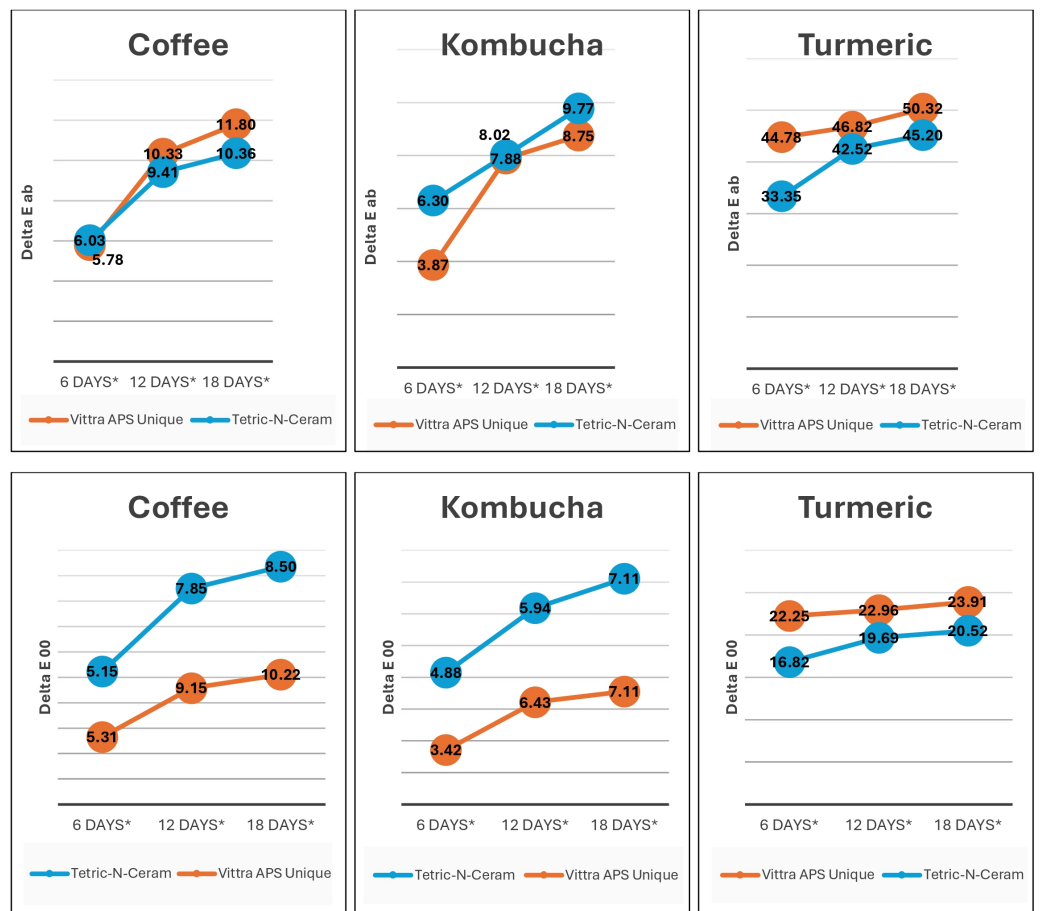 Coffee
Delta E ab
11.80
10.33
10.36
9.41
6.03
5.78
6 DAYS* 12 DAYS* 18 DAYS*
Vittra APS Unique Tetric-N-Ceram
Kombucha
Delta E ab
9.77
8.02
8.75
7.88
6.30
3.87
6 DAYS* 12 DAYS* 18 DAYS*
Vittra APS Unique Tetric-N-Ceram
Turmeric
Delta E ab
50.32
44.78
46.82
45.20
42.52
33.35
6 DAYS* 12 DAYS* 18 DAYS*
Vittra APS Unique Tetric-N-Ceram
Coffee
Delta E 00
8.50
7.85
5.15
10.22
9.15
5.31
6 DAYS* 12 DAYS* 18 DAYS*
Tetric-N-Ceram Vittra APS Unique
Kombucha
Delta E 00
7.11
5.94
4.88
7.11
6.43
3.42
6 DAYS* 12 DAYS* 18 DAYS*
Tetric-N-Ceram Vittra APS Unique
Turmeric
Delta E 00
23.91
22.96
22.25
20.52
19.69
16.82
6 DAYS* 12 DAYS* 18 DAYS*
Vittra APS Unique Tetric-N-Ceram